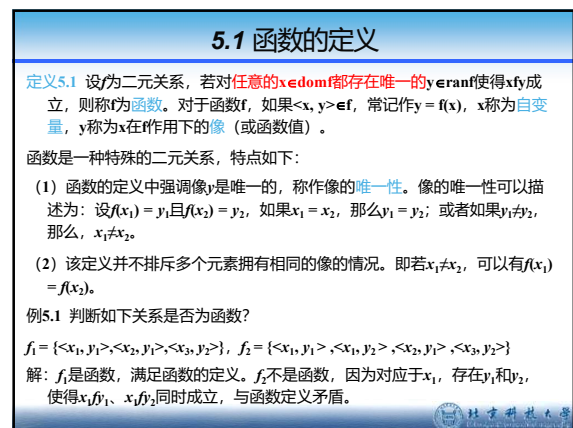 5.1 函数的定义
定义5.1 设f为二元关系，若对任意的x∈domf都存在唯一的y∈ranf使得xfy成
立，则称f为函数。对于函数f，如果<x, y>∈f，常记作y = f(x)，x称为自变
量，y称为x在f作用下的像（或函数值）。
函数是一种特殊的二元关系，特点如下：
（1）函数的定义中强调像y是唯一的，称作像的唯一性。像的唯一性可以描
述为：设f(x₁) = y₁且f(x₂) = y₂，如果x₁ = x₂，那么y₁ = y₂；或者如果y₁≠y₂，
那么，x₁≠x₂。
（2）该定义并不排斥多个元素拥有相同的像的情况。即若x₁≠x₂，可以有f(x₁)
= f(x₂)。
例5.1 判断如下关系是否为函数？
f₁ = {<x₁, y₁>,<x₂, y₁>,<x₃, y₂>}，f₂ = {<x₁, y₁> ,<x₁, y₂ > ,<x₂, y₁> ,<x₃, y₂>}
解：f₁是函数，满足函数的定义。f₂不是函数，因为对应于x₁，存在y₁和y₂，
使得x₁fy₁、x₁fy₂同时成立，与函数定义矛盾。
北京科技大学